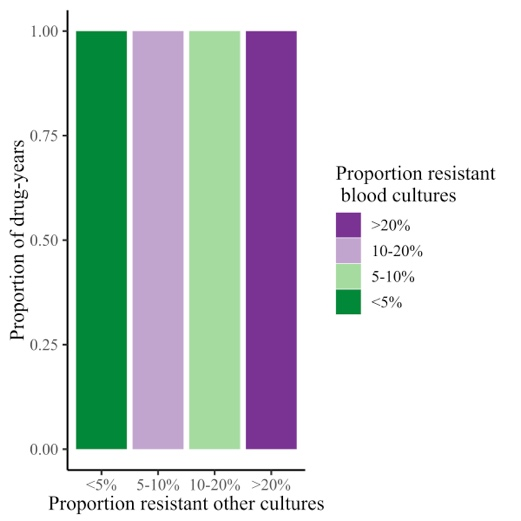 1.00
0.75
0.50
0.25
0.00
Proportion of drug-years
<5% 5-10% 10-20% >20%
Proportion resistant other cultures
Proportion resistant
blood cultures
>20%
10-20%
5-10%
<5%